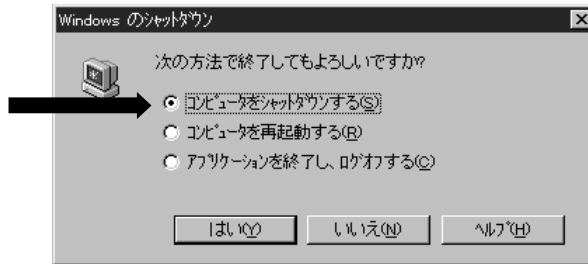 Windows のｼｬｯﾄﾀﾞｳﾝ
次の方法で終了してもよろしいですか?
ｺﾝﾋﾟｭｰﾀをｼｬｯﾄﾀﾞｳﾝする(S)
ｺﾝﾋﾟｭｰﾀを再起動する(R)
ｱﾌﾟﾘｹｰｼｮﾝを終了し、ﾛｸﾞｵﾌする(C)
はい(Y) いいえ(N) ﾍﾙﾌﾟ(H)